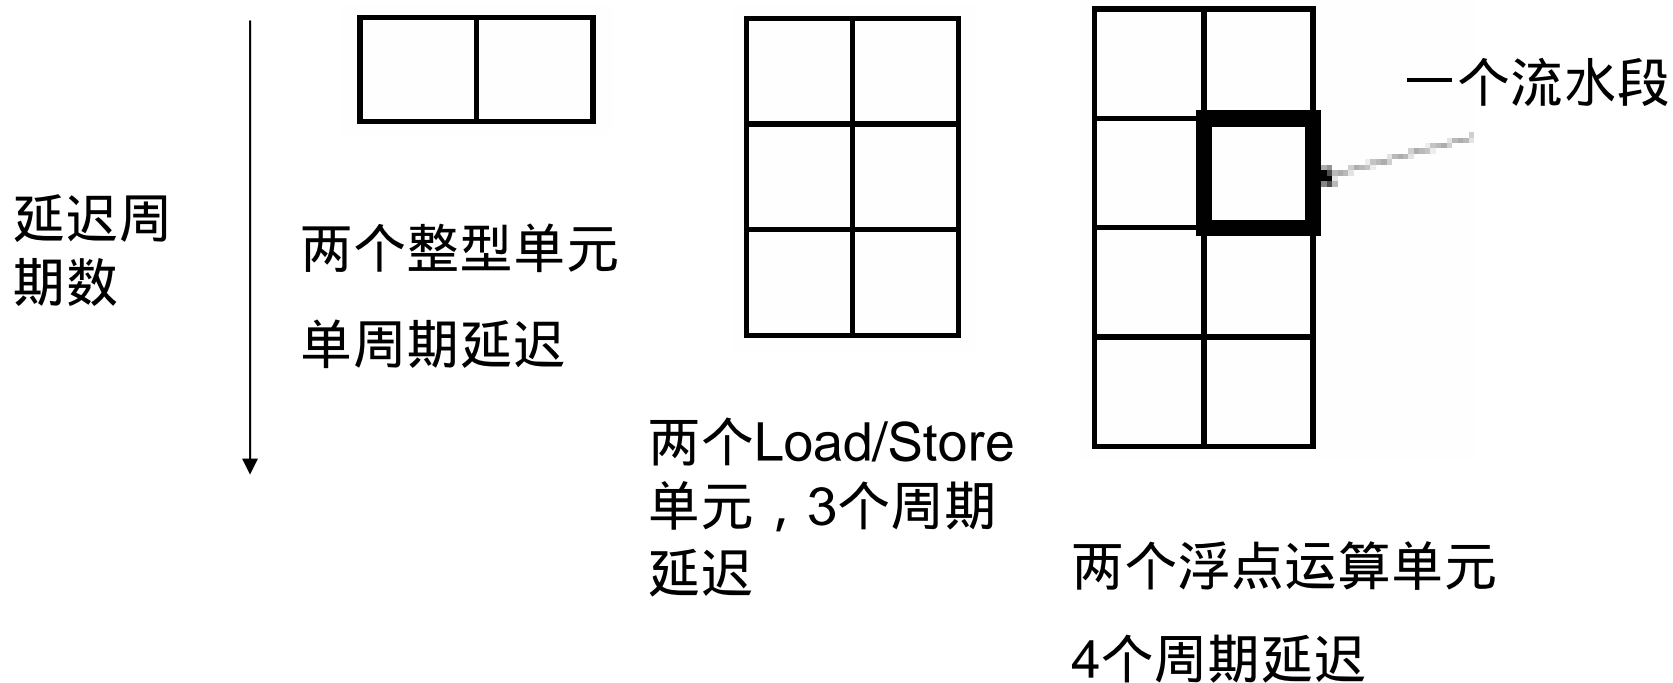 延迟周
期数
两个整型单元
单周期延迟
两个Load/Store
单元，3个周期
延迟
一个流水段
两个浮点运算单元
4个周期延迟